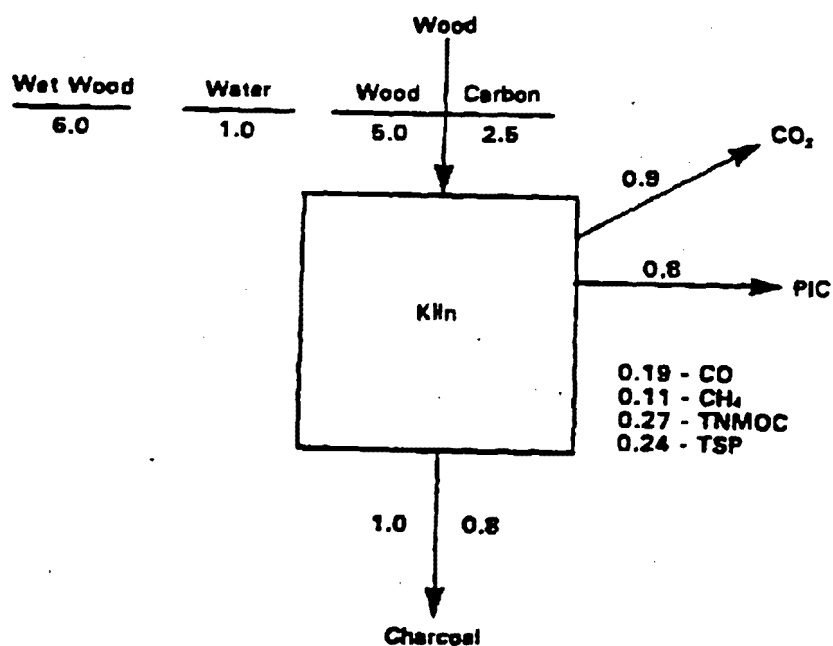 Wood
Wet Wood Water Wood Carbon
6.0 1.0 5.0 2.5
CO₂
0.9
0.8
PIC
Kiln
0.19 - CO
0.11 - CH₄
0.27 - TNMOC
0.24 - TSP
1.0 0.8
Charcoal